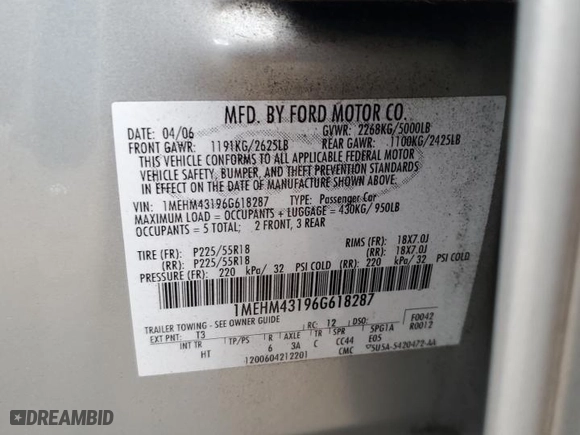 MFD. BY FORD MOTOR CO.
DATE: 04/06 GVWR: 2268KG/5000LB
FRONT GAWR: 1191KG/2625LB REAR GAWR: 1100KG/2425LB
THIS VEHICLE CONFORMS TO ALL APPLICABLE FEDERAL MOTOR
VEHICLE SAFETY, BUMPER, AND THEFT PREVENTION STANDARDS
IN EFFECT ON THE DATE OF MANUFACTURE SHOWN ABOVE.
VIN: 1MEHM43196G618287 TYPE: Passenger Car
MAXIMUM LOAD = OCCUPANTS + LUGGAGE = 430KG/950LB
OCCUPANTS = 5 TOTAL; 2 FRONT, 3 REAR
TIRE (FR): P225/55R18 RIMS (FR): 18X7.0J
(RR): P225/55R18 (RR): 18X7.0J
PRESSURE (FR): 220 kPa/ 32 PSI COLD (RR): 220 kPa/ 32 PSI COLD
1MEHM43196G618287
TRAILER TOWING - SEE OWNER GUIDE RC: 12 DSO: F0042
EXT PNT: T3 5PG1A R0012
INT TR TP/PS R A TR SPR E05
HT 6 3A C CC44
1200604212201 CMC 5U5A-5420472-AA
DREAMBID